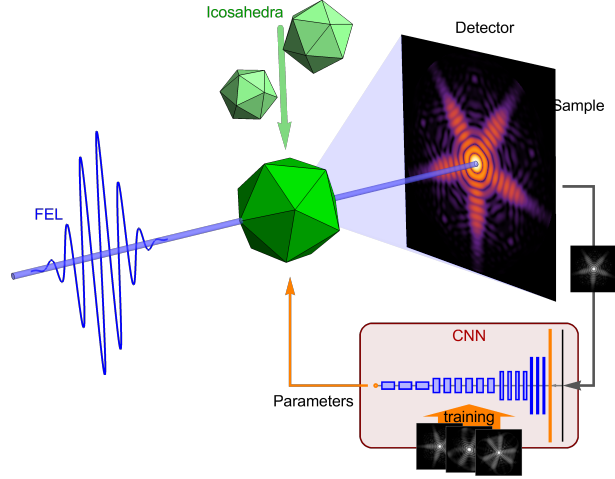 Icosahedra
Detector
Sample
FEL
CNN
Parameters
training